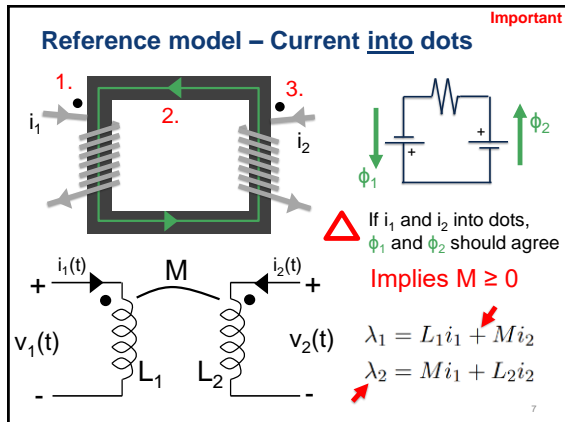 Important
Reference model – Current into dots
1.
3.
2.
i₁
i₂
+
+
ϕ₁
ϕ₂
If i₁ and i₂ into dots,
ϕ₁ and ϕ₂ should agree
Implies M ≥ 0
i₁(t)
M
i₂(t)
+
+
v₁(t)
v₂(t)
L₁
L₂
-
-
λ₁ = L₁i₁ + Mi₂
λ₂ = Mi₁ + L₂i₂
7